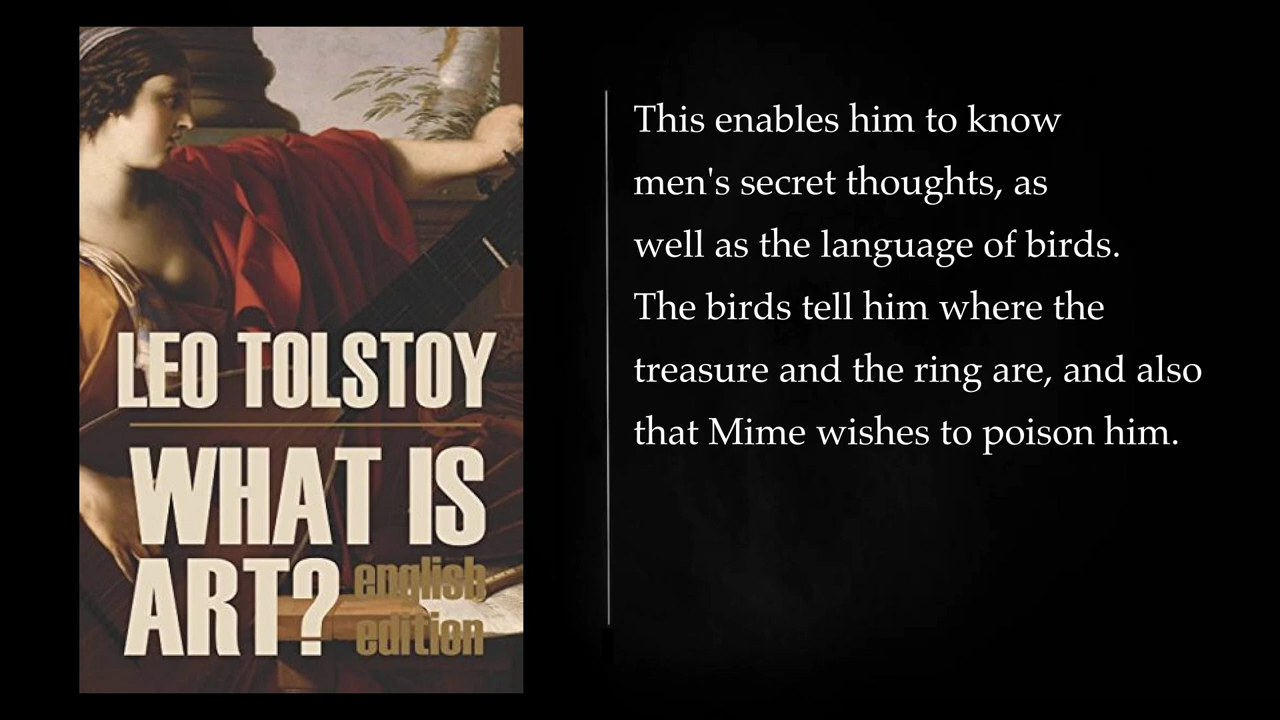 LEO TOLSTOY
WHAT IS
ART?
english
edition
This enables him to know
men's secret thoughts, as
well as the language of birds.
The birds tell him where the
treasure and the ring are, and also
that Mime wishes to poison him.